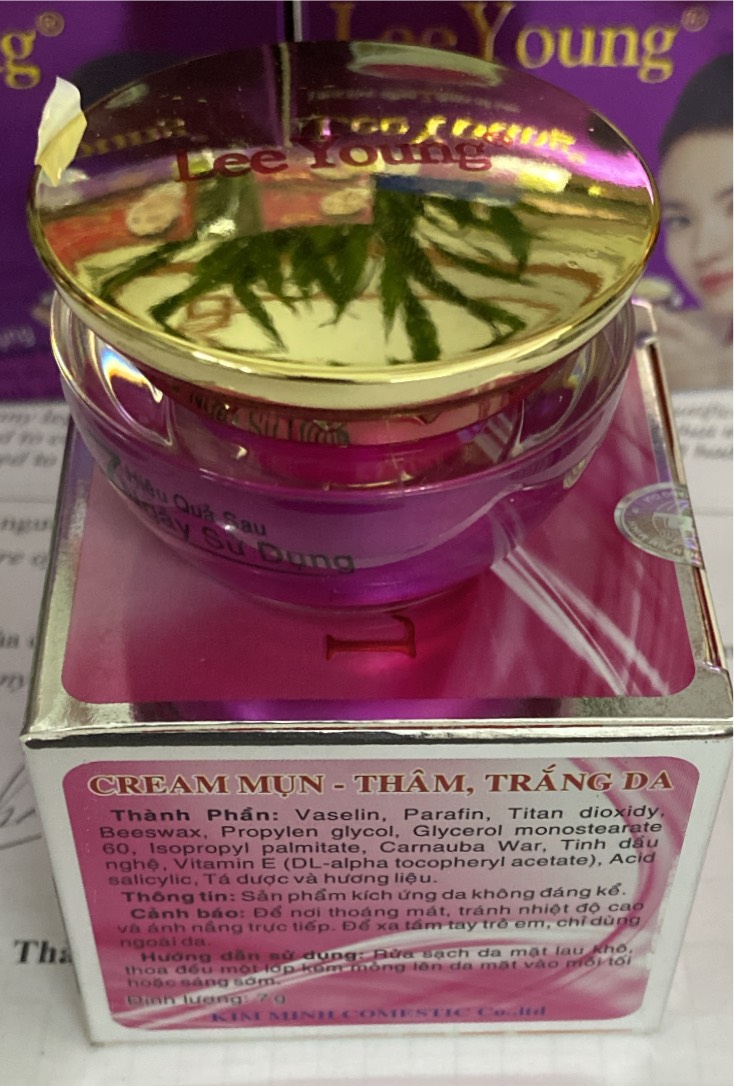 Lee Young®
Lee Young®
Hiệu Quả Sau
7 Ngày Sử Dụng
L
CREAM MỤN - THÂM, TRẮNG DA
Thành Phần: Vaselin, Parafin, Titan dioxidy,
Beeswax, Propylen glycol, Glycerol monostearate
60, Isopropyl palmitate, Carnauba War, Tinh dầu
nghệ, Vitamin E (DL-alpha tocopheryl acetate), Acid
salicylic, Tá dược và hương liệu.
Thông tin: Sản phẩm kích ứng da không đáng kể.
Cảnh báo: Để nơi thoáng mát, tránh nhiệt độ cao
và ánh nắng trực tiếp. Để xa tầm tay trẻ em, chỉ dùng
ngoài da.
Hướng dẫn sử dụng: Rửa sạch da mặt lau khô,
thoa đều một lớp kem mỏng lên da mặt vào mỗi tối
hoặc sáng sớm.
Định lượng: 7 g
KIM MINH COMESTIC Co.,ltd